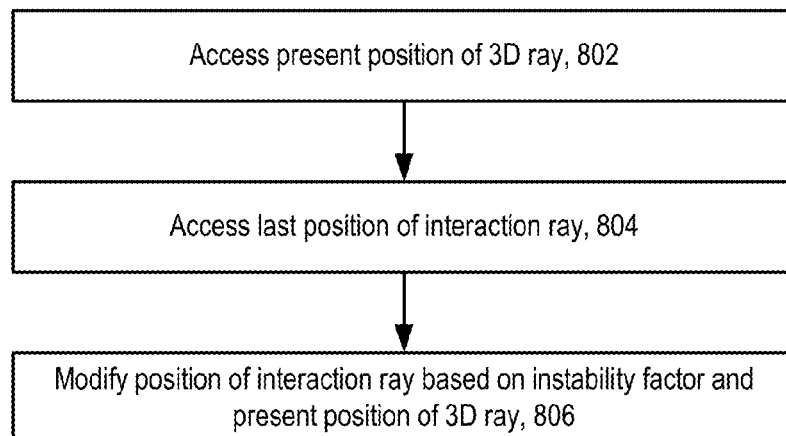 Access present position of 3D ray, 802
Access last position of interaction ray, 804
Modify position of interaction ray based on instability factor and
present position of 3D ray, 806